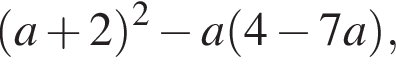 (a + 2)² − a(4 − 7a),